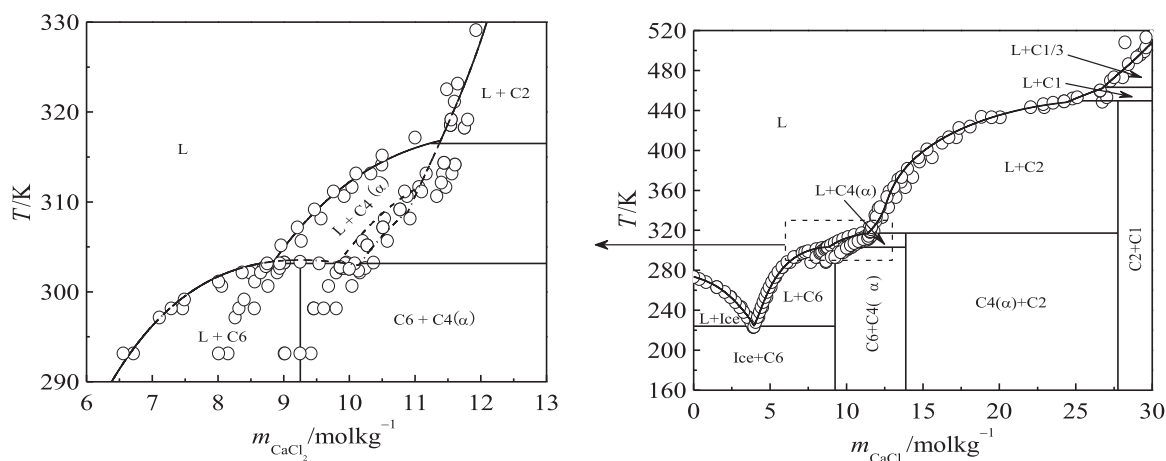 330
320
310
300
290
T/K
6 7 8 9 10 11 12 13
m_CaCl₂/molkg⁻¹
L
L + C2
L + C4(α)
L + C6
C6 + C4(α)
520
480
440
400
360
320
280
240
200
160
T/K
0 5 10 15 20 25 30
m_CaCl/molkg⁻¹
L+C1/3
L+C1
L
L+C2
L+C4(α)
L+C6
L+Ice
Ice+C6
C6+C4( α)
C4(α)+C2
C2+C1